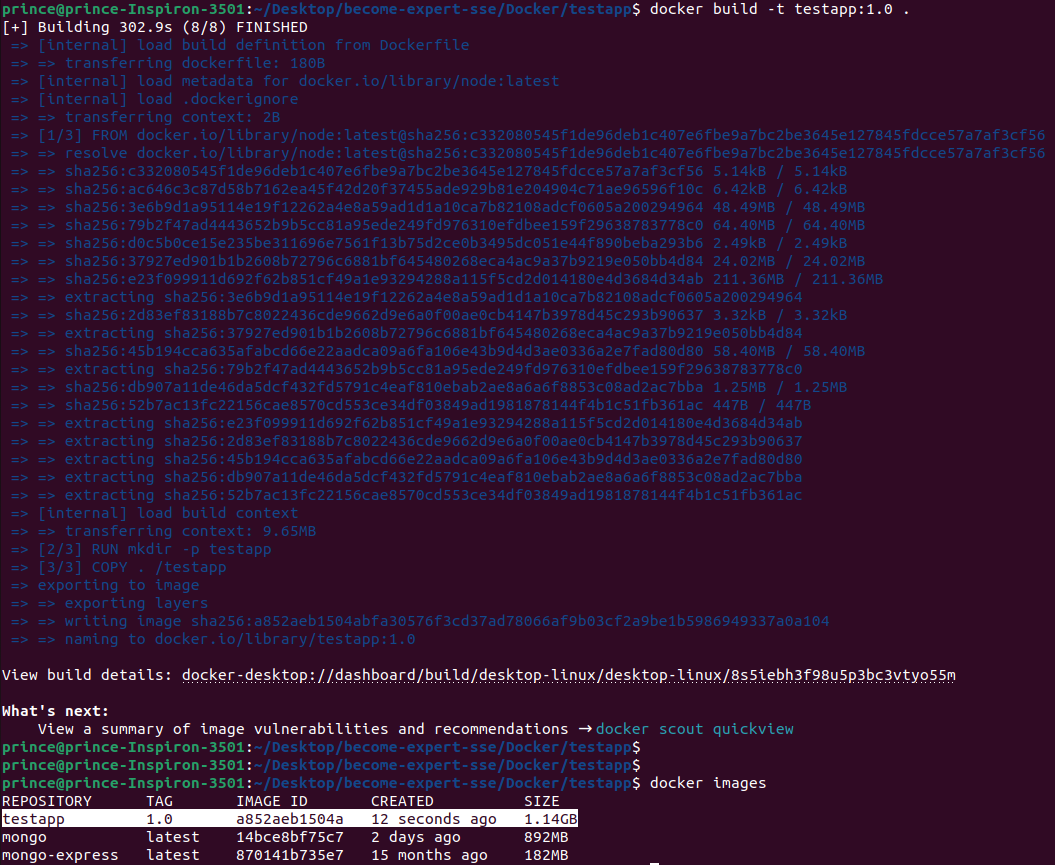 prince@prince-Inspiron-3501:~/Desktop/become-expert-sse/Docker/testapp$ docker build -t testapp:1.0 .
[+] Building 302.9s (8/8) FINISHED
=> [internal] load build definition from Dockerfile
=> => transferring dockerfile: 180B
=> [internal] load metadata for docker.io/library/node:latest
=> [internal] load .dockerignore
=> => transferring context: 2B
=> [1/3] FROM docker.io/library/node:latest@sha256:c332080545f1de96deb1c407e6fbe9a7bc2be3645e127845fdcce57a7af3cf56
=> => resolve docker.io/library/node:latest@sha256:c332080545f1de96deb1c407e6fbe9a7bc2be3645e127845fdcce57a7af3cf56
=> => sha256:c332080545f1de96deb1c407e6fbe9a7bc2be3645e127845fdcce57a7af3cf56 5.14kB / 5.14kB
=> => sha256:ac646c3c87d58b7162ea45f42d20f37455ade929b81e204904c71ae96596f10c 6.42kB / 6.42kB
=> => sha256:3e6b9d1a95114e19f12262a4e8a59ad1d1a10ca7b82108adcf0605a200294964 48.49MB / 48.49MB
=> => sha256:79b2f47ad4443652b9b5cc81a95ede249fd976310efdbee159f29638783778c0 64.40MB / 64.40MB
=> => sha256:d0c5b0ce15e235be311696e7561f13b75d2ce0b3495dc051e44f890beba293b6 2.49kB / 2.49kB
=> => sha256:37927ed901b1b2608b72796c6881bf645480268eca4ac9a37b9219e050bb4d84 24.02MB / 24.02MB
=> => sha256:e23f099911d692f62b851cf49a1e93294288a115f5cd2d014180e4d3684d34ab 211.36MB / 211.36MB
=> => extracting sha256:3e6b9d1a95114e19f12262a4e8a59ad1d1a10ca7b82108adcf0605a200294964
=> => sha256:2d83ef83188b7c8022436cde9662d9e6a0f00ae0cb4147b3978d45c293b90637 3.32kB / 3.32kB
=> => extracting sha256:37927ed901b1b2608b72796c6881bf645480268eca4ac9a37b9219e050bb4d84
=> => sha256:45b194cca635afabcd66e22aadca09a6fa106e43b9d4d3ae0336a2e7fad80d80 58.40MB / 58.40MB
=> => extracting sha256:79b2f47ad4443652b9b5cc81a95ede249fd976310efdbee159f29638783778c0
=> => sha256:db907a11de46da5dcf432fd5791c4eaf810ebab2ae8a6a6f8853c08ad2ac7bba 1.25MB / 1.25MB
=> => sha256:52b7ac13fc22156cae8570cd553ce34df03849ad1981878144f4b1c51fb361ac 447B / 447B
=> => extracting sha256:e23f099911d692f62b851cf49a1e93294288a115f5cd2d014180e4d3684d34ab
=> => extracting sha256:2d83ef83188b7c8022436cde9662d9e6a0f00ae0cb4147b3978d45c293b90637
=> => extracting sha256:45b194cca635afabcd66e22aadca09a6fa106e43b9d4d3ae0336a2e7fad80d80
=> => extracting sha256:db907a11de46da5dcf432fd5791c4eaf810ebab2ae8a6a6f8853c08ad2ac7bba
=> => extracting sha256:52b7ac13fc22156cae8570cd553ce34df03849ad1981878144f4b1c51fb361ac
=> [internal] load build context
=> => transferring context: 9.65MB
=> [2/3] RUN mkdir -p testapp
=> [3/3] COPY . /testapp
=> exporting to image
=> => exporting layers
=> => writing image sha256:a852aeb1504abfa30576f3cd37ad78066af9b03cf2a9be1b5986949337a0a104
=> => naming to docker.io/library/testapp:1.0
View build details: docker-desktop://dashboard/build/desktop-linux/desktop-linux/8s5iebh3f98u5p3bc3vtyo55m
What's next:
View a summary of image vulnerabilities and recommendations → docker scout quickview
prince@prince-Inspiron-3501:~/Desktop/become-expert-sse/Docker/testapp$
prince@prince-Inspiron-3501:~/Desktop/become-expert-sse/Docker/testapp$
prince@prince-Inspiron-3501:~/Desktop/become-expert-sse/Docker/testapp$ docker images
REPOSITORY TAG IMAGE ID CREATED SIZE
testapp 1.0 a852aeb1504a 12 seconds ago 1.14GB
mongo latest 14bce8bf75c7 2 days ago 892MB
mongo-express latest 870141b735e7 15 months ago 182MB